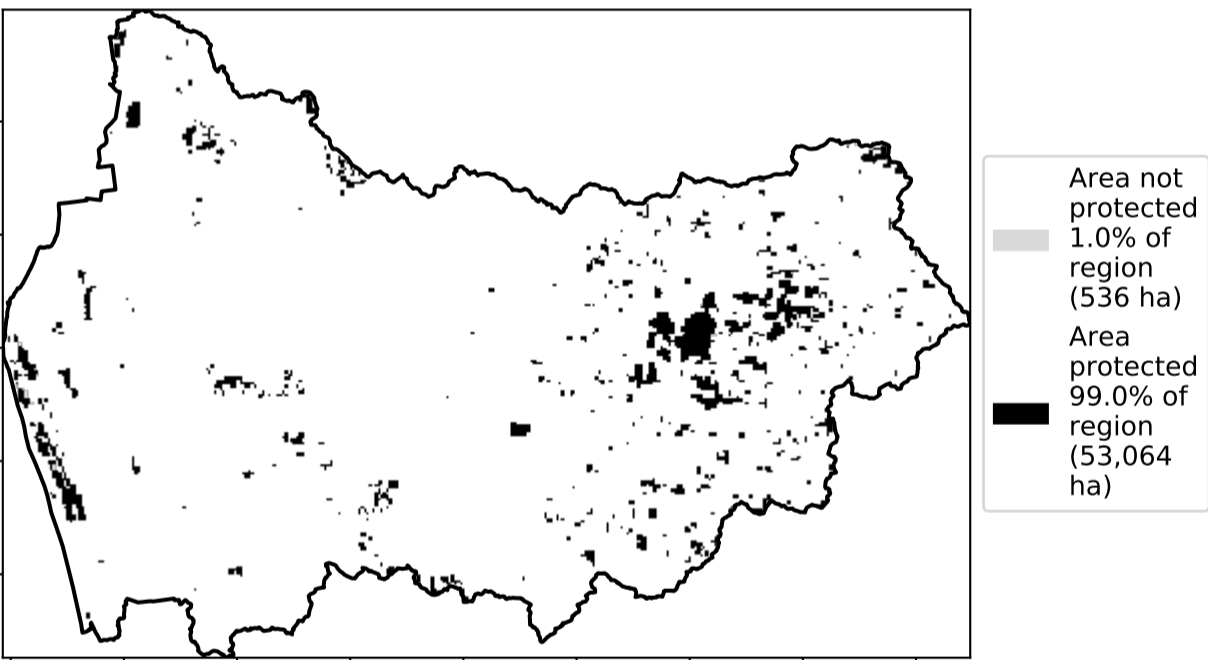 Area not
protected
1.0% of
region
(536 ha)
Area
protected
99.0% of
region
(53,064
ha)